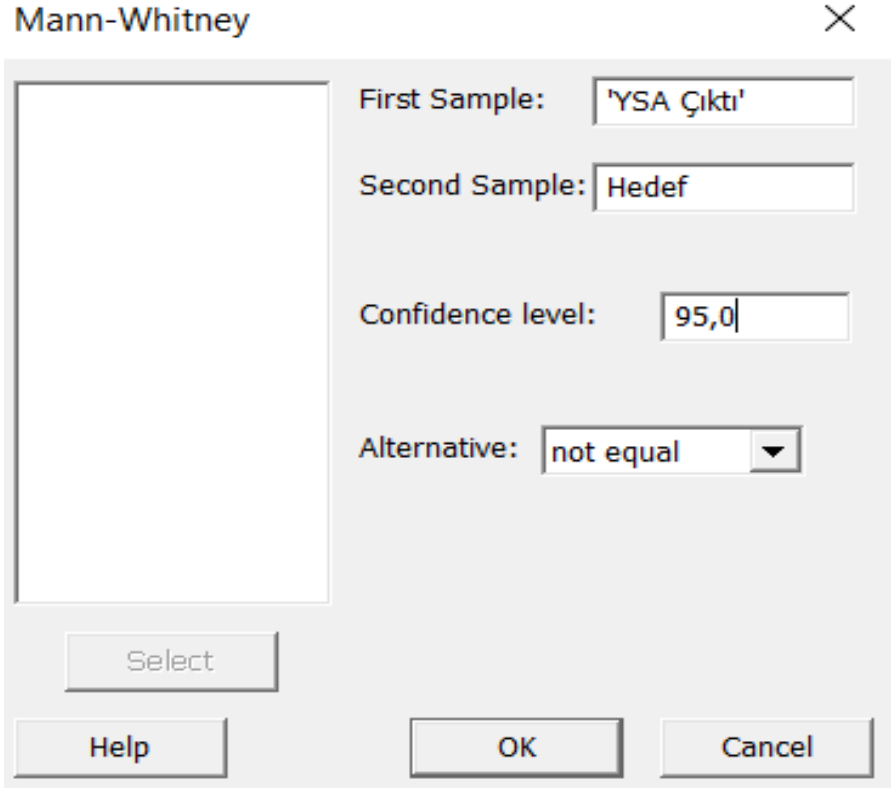 Mann-Whitney
First Sample: 'YSA Çıktı'
Second Sample: Hedef
Confidence level: 95,0
Alternative: not equal
Select
Help OK Cancel